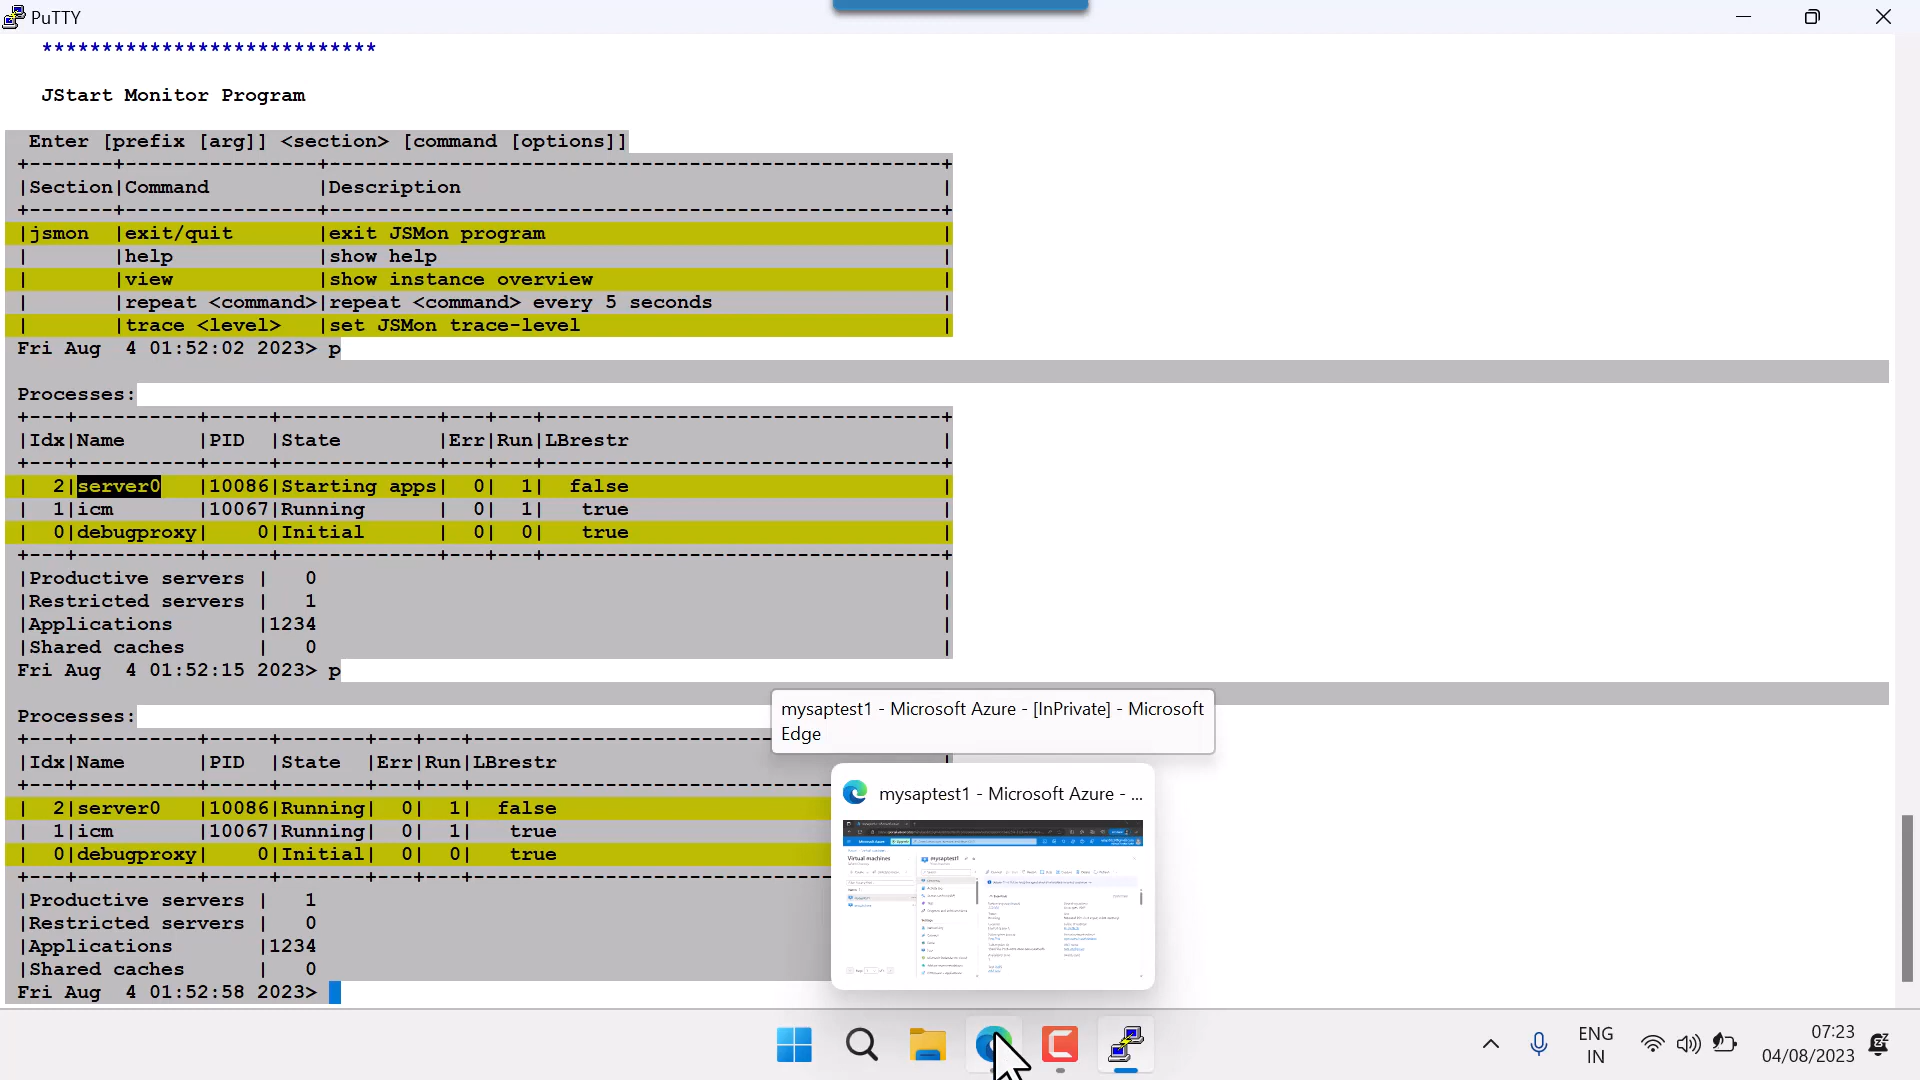 PuTTY
****************************
JStart Monitor Program
Enter [prefix [arg]] <section> [command [options]]
+-------+-----------------+----------------------------------------------------+
|Section|Command         |Description                                         |
+-------+-----------------+----------------------------------------------------+
|jsmon  |exit/quit       |exit JSMon program                                  |
|       |help            |show help                                           |
|       |view            |show instance overview                              |
|       |repeat <command>|repeat <command> every 5 seconds                    |
|       |trace <level>   |set JSMon trace-level                               |
Fri Aug  4 01:52:02 2023> p
Processes:
+---+----------+-----+--------------+---+---+----------------------------------+
|Idx|Name      |PID  |State        |Err|Run|LBrestr                           |
+---+----------+-----+--------------+---+---+----------------------------------+
|  2|server0   |10086|Starting apps|  0|  1|  false                           |
|  1|icm       |10067|Running      |  0|  1|   true                           |
|  0|debugproxy|    0|Initial      |  0|  0|   true                           |
+---+----------+-----+--------------+---+---+----------------------------------+
|Productive servers |   0                                                      |
|Restricted servers |   1                                                      |
|Applications       |1234                                                      |
|Shared caches      |   0                                                      |
Fri Aug  4 01:52:15 2023> p
Processes:
+---+----------+-----+-------+---+---+-------------------------
|Idx|Name      |PID  |State  |Err|Run|LBrestr                                 |
+---+----------+-----+-------+---+---+-------------------------
|  2|server0   |10086|Running|  0|  1|  false
|  1|icm       |10067|Running|  0|  1|   true
|  0|debugproxy|    0|Initial|  0|  0|   true
+---+----------+-----+-------+---+---+-------------------------
|Productive servers |   1
|Restricted servers |   0
|Applications       |1234
|Shared caches      |   0
Fri Aug  4 01:52:58 2023>
mysaptest1 - Microsoft Azure - [InPrivate] - Microsoft
Edge
mysaptest1 - Microsoft Azure - ...
Virtual machines
mysaptest1
ENG
IN
07:23
04/08/2023